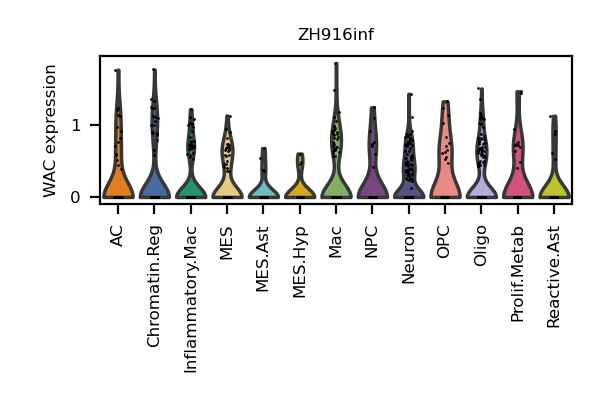 ZH916inf
WAC expression
1
0
AC
Chromatin.Reg
Inflammatory.Mac
MES
MES.Ast
MES.Hyp
Mac
NPC
Neuron
OPC
Oligo
Prolif.Metab
Reactive.Ast